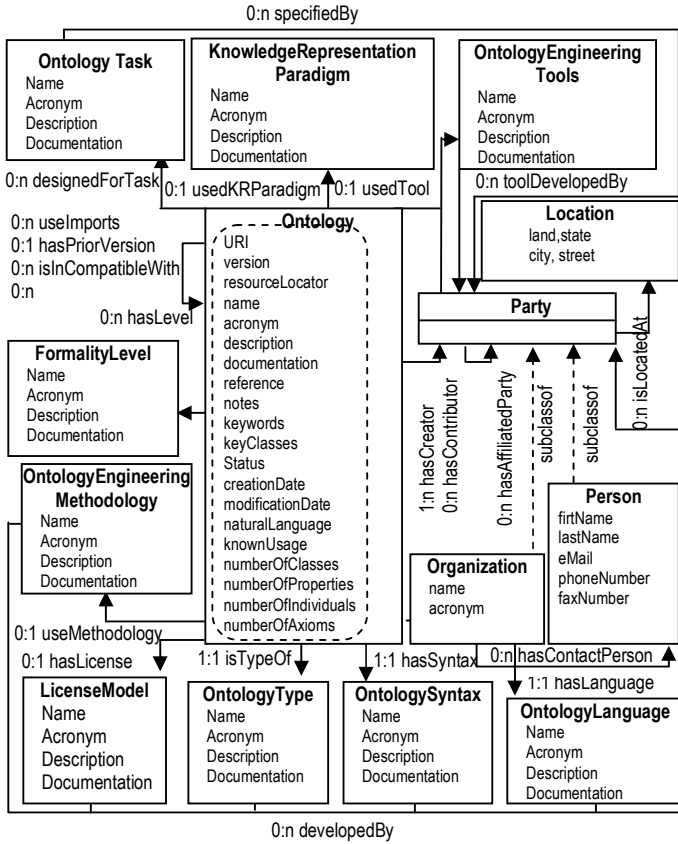 0:n specifiedBy
Ontology Task
Name
Acronym
Description
Documentation
KnowledgeRepresentation
Paradigm
Name
Acronym
Description
Documentation
OntologyEngineering
Tools
Name
Acronym
Description
Documentation
0:n designedForTask
0:1 usedKRParadigm
0:1 usedTool
0:n toolDevelopedBy
0:n useImports
0:1 hasPriorVersion
0:n isInCompatibleWith
0:n
0:n hasLevel
Ontology
URI
version
resourceLocator
name
acronym
description
documentation
reference
notes
keywords
keyClasses
Status
creationDate
modificationDate
naturalLanguage
knownUsage
numberOfClasses
numberOfProperties
numberOfIndividuals
numberOfAxioms
Location
land,state
city, street
Party
0:n isLocatedAt
FormalityLevel
Name
Acronym
Description
Documentation
1:n hasCreator
0:n hasContributor
0:n hasAffiliatedParty
subclassof
subclassof
OntologyEngineering
Methodology
Name
Acronym
Description
Documentation
Person
firtName
lastName
eMail
phoneNumber
faxNumber
Organization
name
acronym
0:1 useMethodology
0:1 hasLicense
1:1 isTypeOf
1:1 hasSyntax
0:n hasContactPerson
1:1 hasLanguage
LicenseModel
Name
Acronym
Description
Documentation
OntologyType
Name
Acronym
Description
Documentation
OntologySyntax
Name
Acronym
Description
Documentation
OntologyLanguage
Name
Acronym
Description
Documentation
0:n developedBy